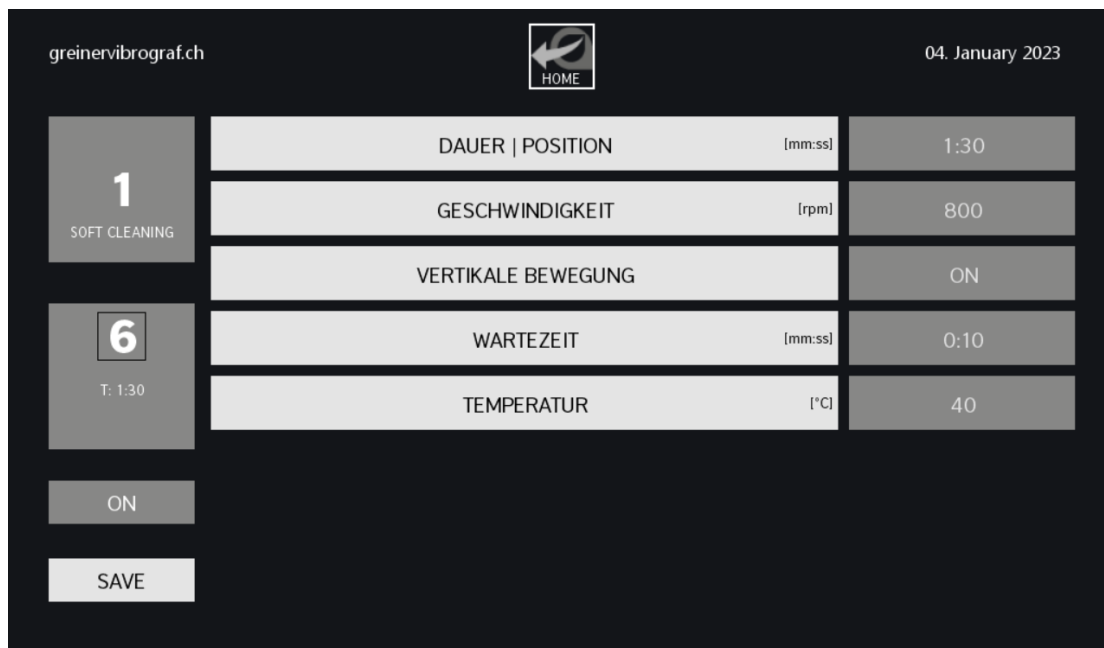 greinervibrograf.ch
HOME
04. January 2023
1
SOFT CLEANING
DAUER | POSITION [mm:ss] 1:30
GESCHWINDIGKEIT [rpm] 800
VERTIKALE BEWEGUNG ON
WARTEZEIT [mm:ss] 0:10
TEMPERATUR [°C] 40
6
T: 1:30
ON
SAVE